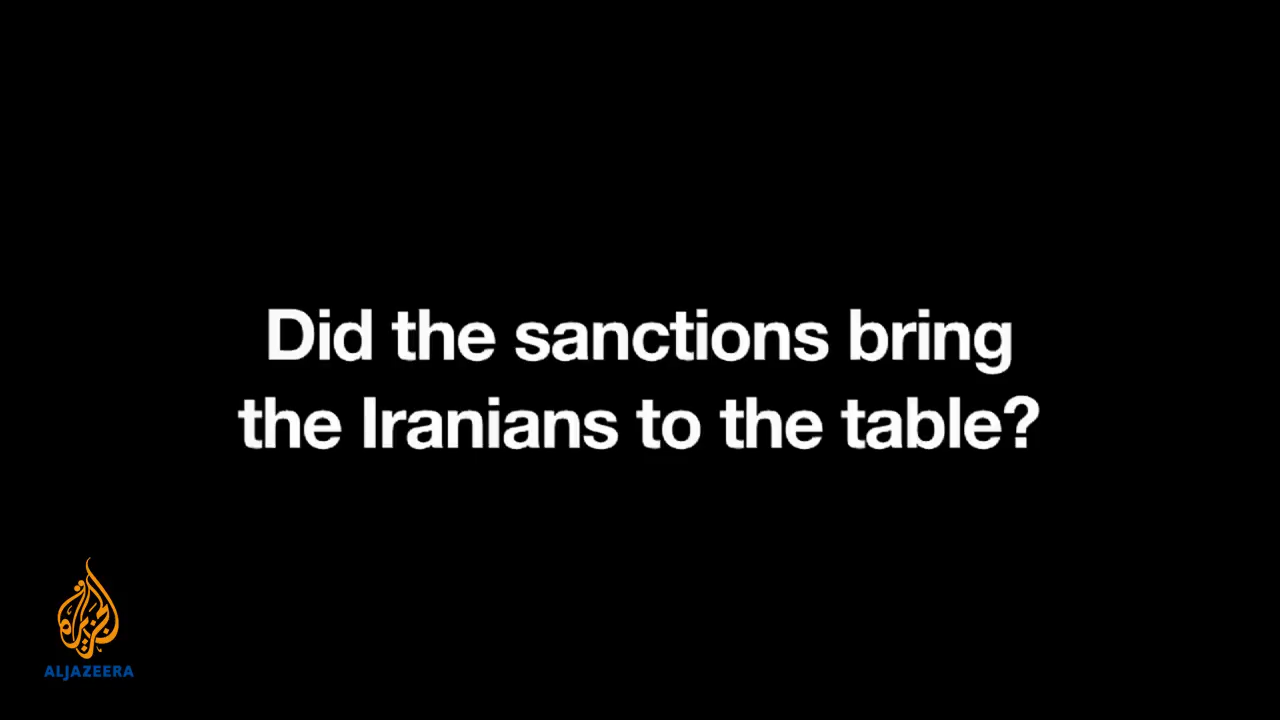 Did the sanctions bring
the Iranians to the table?
الجزيرة
ALJAZEERA